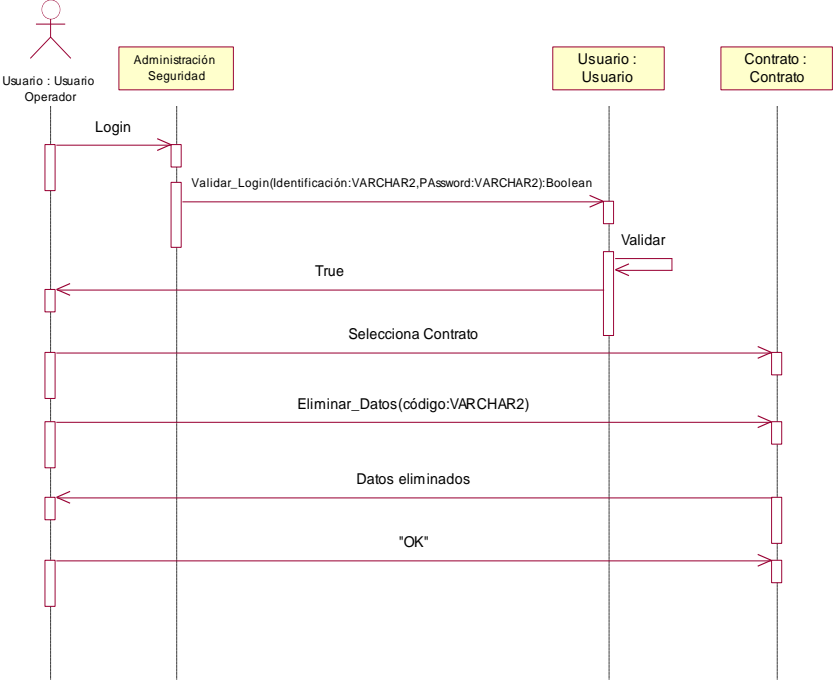 Administración
Seguridad
Usuario :
Usuario
Contrato :
Contrato
Usuario : Usuario
Operador
Login
Validar_Login(Identificación:VARCHAR2,PAssword:VARCHAR2):Boolean
Validar
True
Selecciona Contrato
Eliminar_Datos(código:VARCHAR2)
Datos eliminados
"OK"